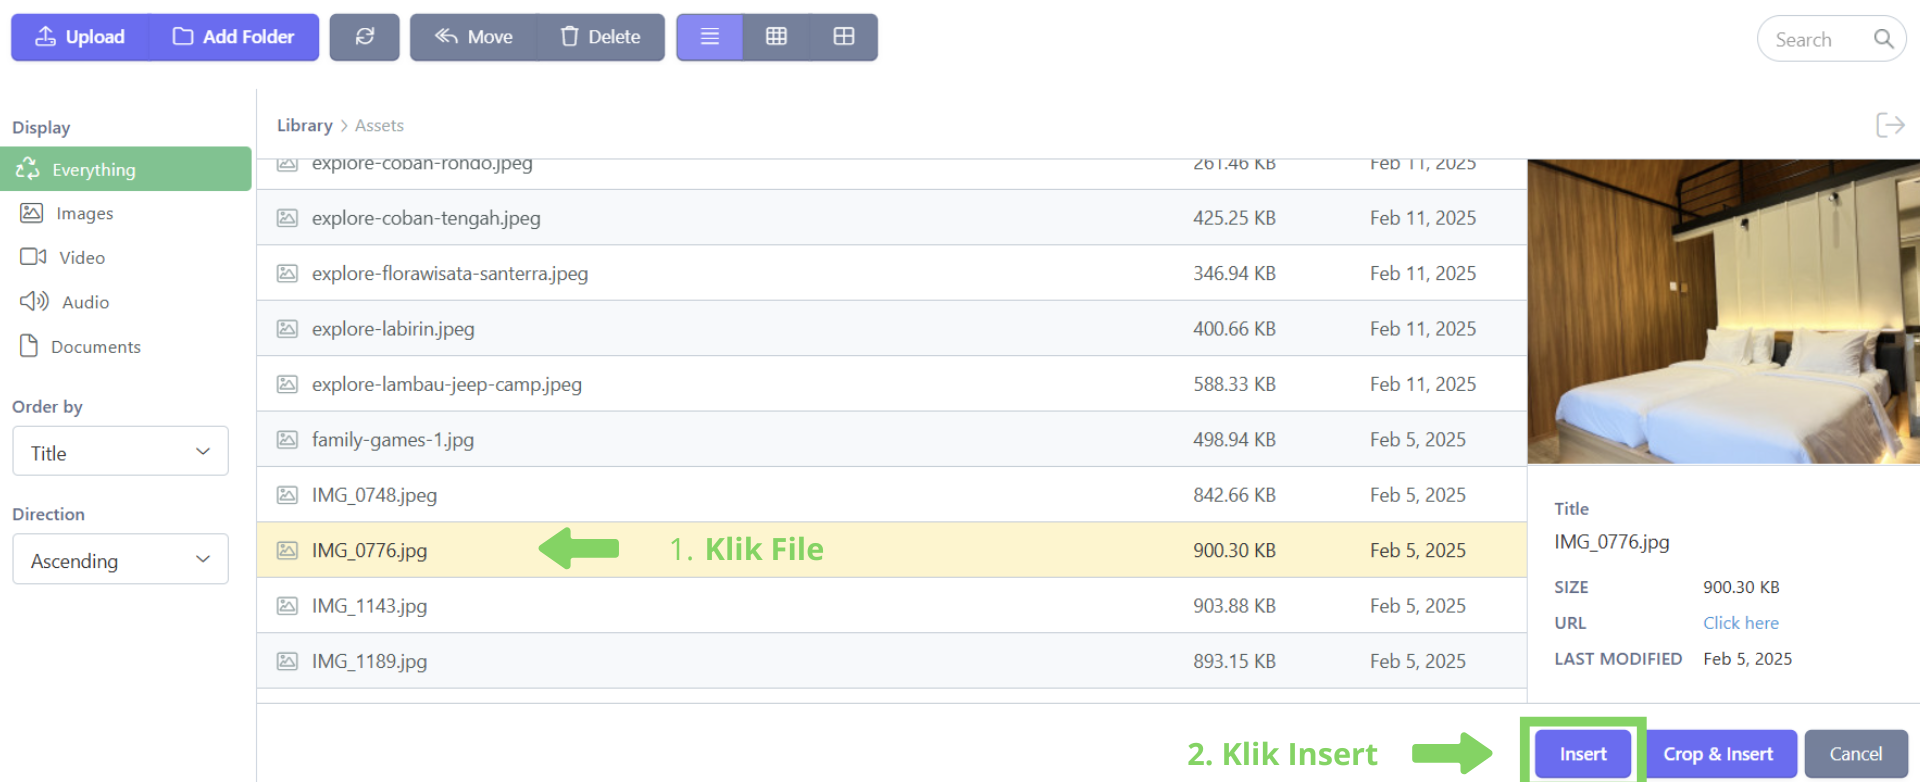 Upload Add Folder Move Delete Search
Display
Everything
Images
Video
Audio
Documents
Order by
Title
Direction
Ascending
Library > Assets
explore-coban-rondo.jpeg 261.46 KB Feb 11, 2025
explore-coban-tengah.jpeg 425.25 KB Feb 11, 2025
explore-florawisata-santerra.jpeg 346.94 KB Feb 11, 2025
explore-labirin.jpeg 400.66 KB Feb 11, 2025
explore-lambau-jeep-camp.jpeg 588.33 KB Feb 11, 2025
family-games-1.jpg 498.94 KB Feb 5, 2025
IMG_0748.jpeg 842.66 KB Feb 5, 2025
IMG_0776.jpg 1. Klik File 900.30 KB Feb 5, 2025
IMG_1143.jpg 903.88 KB Feb 5, 2025
IMG_1189.jpg 893.15 KB Feb 5, 2025
Title
IMG_0776.jpg
SIZE 900.30 KB
URL Click here
LAST MODIFIED Feb 5, 2025
2. Klik Insert Insert Crop & Insert Cancel